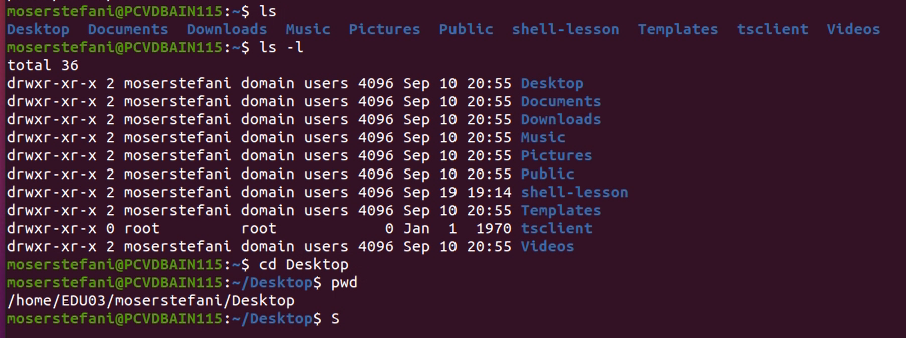 moserstefani@PCVDBAIN115:~$ ls
Desktop  Documents  Downloads  Music  Pictures  Public  shell-lesson  Templates  tsclient  Videos
moserstefani@PCVDBAIN115:~$ ls -l
total 36
drwxr-xr-x 2 moserstefani domain users 4096 Sep 10 20:55 Desktop
drwxr-xr-x 2 moserstefani domain users 4096 Sep 10 20:55 Documents
drwxr-xr-x 2 moserstefani domain users 4096 Sep 10 20:55 Downloads
drwxr-xr-x 2 moserstefani domain users 4096 Sep 10 20:55 Music
drwxr-xr-x 2 moserstefani domain users 4096 Sep 10 20:55 Pictures
drwxr-xr-x 2 moserstefani domain users 4096 Sep 10 20:55 Public
drwxr-xr-x 2 moserstefani domain users 4096 Sep 19 19:14 shell-lesson
drwxr-xr-x 2 moserstefani domain users 4096 Sep 10 20:55 Templates
drwxr-xr-x 0 root         root            0 Jan  1  1970 tsclient
drwxr-xr-x 2 moserstefani domain users 4096 Sep 10 20:55 Videos
moserstefani@PCVDBAIN115:~$ cd Desktop
moserstefani@PCVDBAIN115:~/Desktop$ pwd
/home/EDU03/moserstefani/Desktop
moserstefani@PCVDBAIN115:~/Desktop$ S